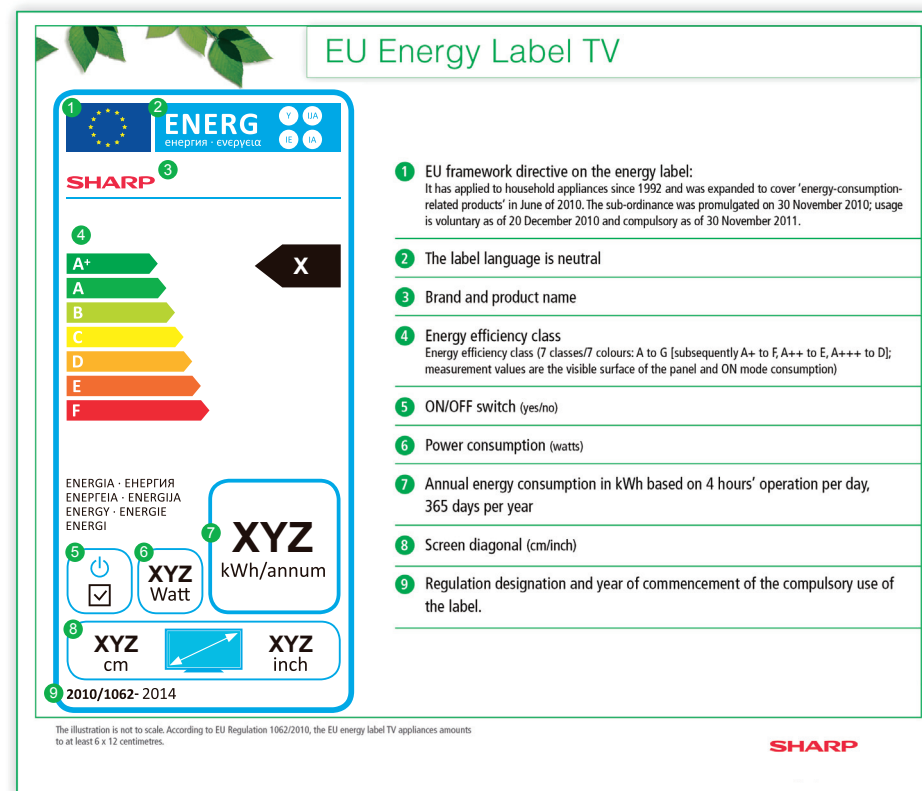 EU Energy Label TV
1
2
ENERG
енергия · ενεργεια
Y
UA
IE
IA
SHARP
3
4
A+
A
B
C
D
E
F
X
ENERGIA · ЕНЕРГИЯ
ΕΝΕΡΓΕΙΑ · ENERGIJA
ENERGY · ENERGIE
ENERGI
5
6
XYZ
Watt
7
XYZ
kWh/annum
8
XYZ
cm
XYZ
inch
9
2010/1062- 2014
1 EU framework directive on the energy label:
It has applied to household appliances since 1992 and was expanded to cover ‘energy-consumption-
related products’ in June of 2010. The sub-ordinance was promulgated on 30 November 2010; usage
is voluntary as of 20 December 2010 and compulsory as of 30 November 2011.
2 The label language is neutral
3 Brand and product name
4 Energy efficiency class
Energy efficiency class (7 classes/7 colours: A to G [subsequently A+ to F, A++ to E, A+++ to D];
measurement values are the visible surface of the panel and ON mode consumption)
5 ON/OFF switch (yes/no)
6 Power consumption (watts)
7 Annual energy consumption in kWh based on 4 hours’ operation per day,
365 days per year
8 Screen diagonal (cm/inch)
9 Regulation designation and year of commencement of the compulsory use of
the label.
The illustration is not to scale. According to EU Regulation 1062/2010, the EU energy label TV appliances amounts
to at least 6 x 12 centimetres.
SHARP